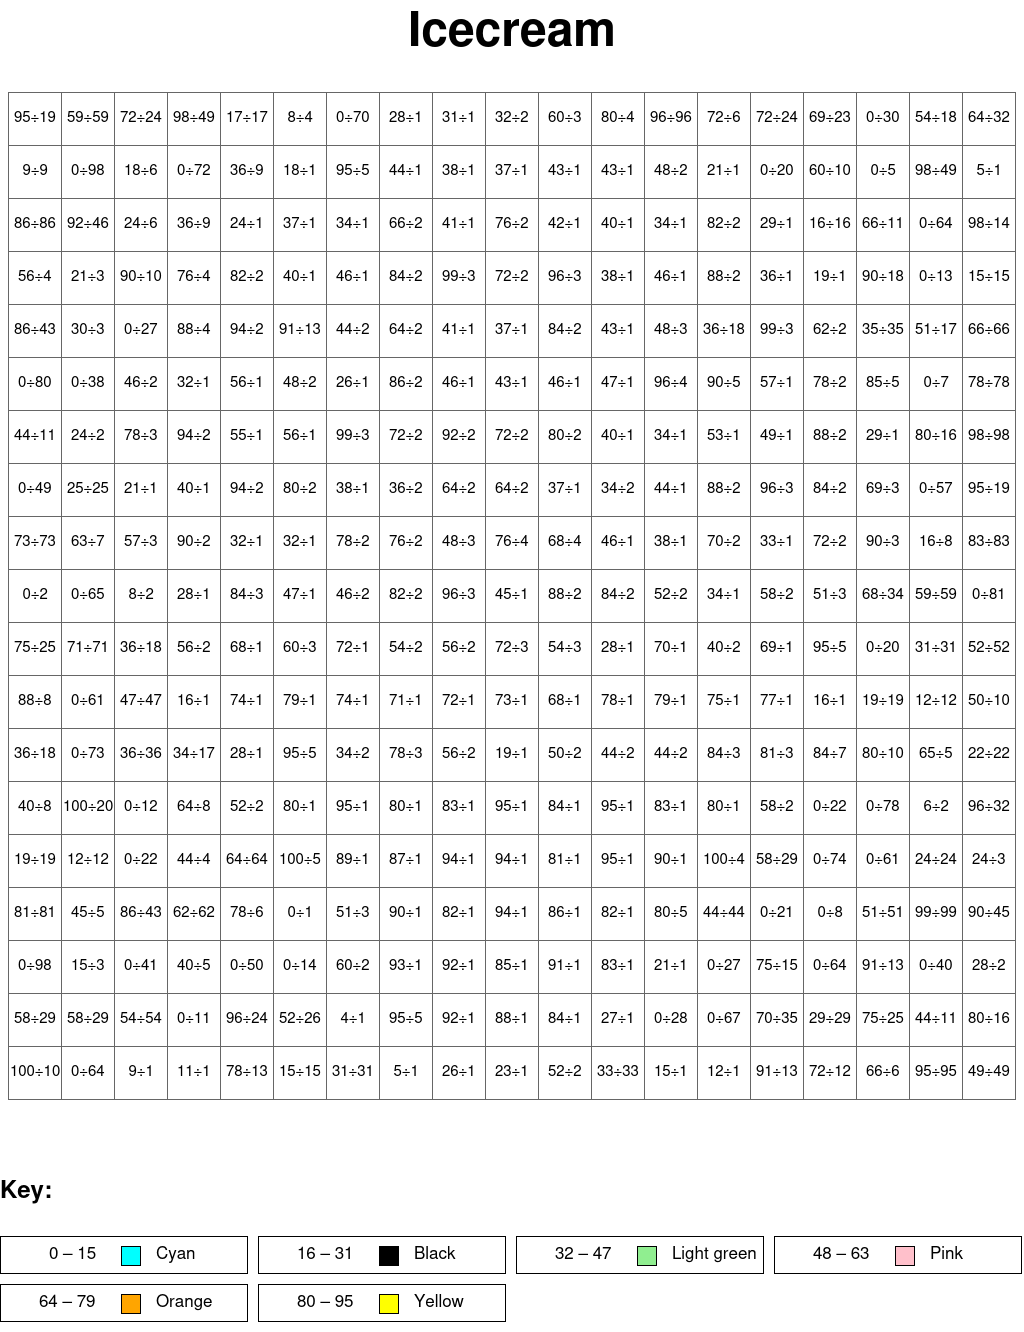 Icecream
95÷19 59÷59 72÷24 98÷49 17÷17 8÷4 0÷70 28÷1 31÷1 32÷2 60÷3 80÷4 96÷96 72÷6 72÷24 69÷23 0÷30 54÷18 64÷32
9÷9 0÷98 18÷6 0÷72 36÷9 18÷1 95÷5 44÷1 38÷1 37÷1 43÷1 43÷1 48÷2 21÷1 0÷20 60÷10 0÷5 98÷49 5÷1
86÷86 92÷46 24÷6 36÷9 24÷1 37÷1 34÷1 66÷2 41÷1 76÷2 42÷1 40÷1 34÷1 82÷2 29÷1 16÷16 66÷11 0÷64 98÷14
56÷4 21÷3 90÷10 76÷4 82÷2 40÷1 46÷1 84÷2 99÷3 72÷2 96÷3 38÷1 46÷1 88÷2 36÷1 19÷1 90÷18 0÷13 15÷15
86÷43 30÷3 0÷27 88÷4 94÷2 91÷13 44÷2 64÷2 41÷1 37÷1 84÷2 43÷1 48÷3 36÷18 99÷3 62÷2 35÷35 51÷17 66÷66
0÷80 0÷38 46÷2 32÷1 56÷1 48÷2 26÷1 86÷2 46÷1 43÷1 46÷1 47÷1 96÷4 90÷5 57÷1 78÷2 85÷5 0÷7 78÷78
44÷11 24÷2 78÷3 94÷2 55÷1 56÷1 99÷3 72÷2 92÷2 72÷2 80÷2 40÷1 34÷1 53÷1 49÷1 88÷2 29÷1 80÷16 98÷98
0÷49 25÷25 21÷1 40÷1 94÷2 80÷2 38÷1 36÷2 64÷2 64÷2 37÷1 34÷2 44÷1 88÷2 96÷3 84÷2 69÷3 0÷57 95÷19
73÷73 63÷7 57÷3 90÷2 32÷1 32÷1 78÷2 76÷2 48÷3 76÷4 68÷4 46÷1 38÷1 70÷2 33÷1 72÷2 90÷3 16÷8 83÷83
0÷2 0÷65 8÷2 28÷1 84÷3 47÷1 46÷2 82÷2 96÷3 45÷1 88÷2 84÷2 52÷2 34÷1 58÷2 51÷3 68÷34 59÷59 0÷81
75÷25 71÷71 36÷18 56÷2 68÷1 60÷3 72÷1 54÷2 56÷2 72÷3 54÷3 28÷1 70÷1 40÷2 69÷1 95÷5 0÷20 31÷31 52÷52
88÷8 0÷61 47÷47 16÷1 74÷1 79÷1 74÷1 71÷1 72÷1 73÷1 68÷1 78÷1 79÷1 75÷1 77÷1 16÷1 19÷19 12÷12 50÷10
36÷18 0÷73 36÷36 34÷17 28÷1 95÷5 34÷2 78÷3 56÷2 19÷1 50÷2 44÷2 44÷2 84÷3 81÷3 84÷7 80÷10 65÷5 22÷22
40÷8 100÷20 0÷12 64÷8 52÷2 80÷1 95÷1 80÷1 83÷1 95÷1 84÷1 95÷1 83÷1 80÷1 58÷2 0÷22 0÷78 6÷2 96÷32
19÷19 12÷12 0÷22 44÷4 64÷64 100÷5 89÷1 87÷1 94÷1 94÷1 81÷1 95÷1 90÷1 100÷4 58÷29 0÷74 0÷61 24÷24 24÷3
81÷81 45÷5 86÷43 62÷62 78÷6 0÷1 51÷3 90÷1 82÷1 94÷1 86÷1 82÷1 80÷5 44÷44 0÷21 0÷8 51÷51 99÷99 90÷45
0÷98 15÷3 0÷41 40÷5 0÷50 0÷14 60÷2 93÷1 92÷1 85÷1 91÷1 83÷1 21÷1 0÷27 75÷15 0÷64 91÷13 0÷40 28÷2
58÷29 58÷29 54÷54 0÷11 96÷24 52÷26 4÷1 95÷5 92÷1 88÷1 84÷1 27÷1 0÷28 0÷67 70÷35 29÷29 75÷25 44÷11 80÷16
100÷10 0÷64 9÷1 11÷1 78÷13 15÷15 31÷31 5÷1 26÷1 23÷1 52÷2 33÷33 15÷1 12÷1 91÷13 72÷12 66÷6 95÷95 49÷49
Key:
0 – 15 Cyan 16 – 31 Black 32 – 47 Light green 48 – 63 Pink
64 – 79 Orange 80 – 95 Yellow